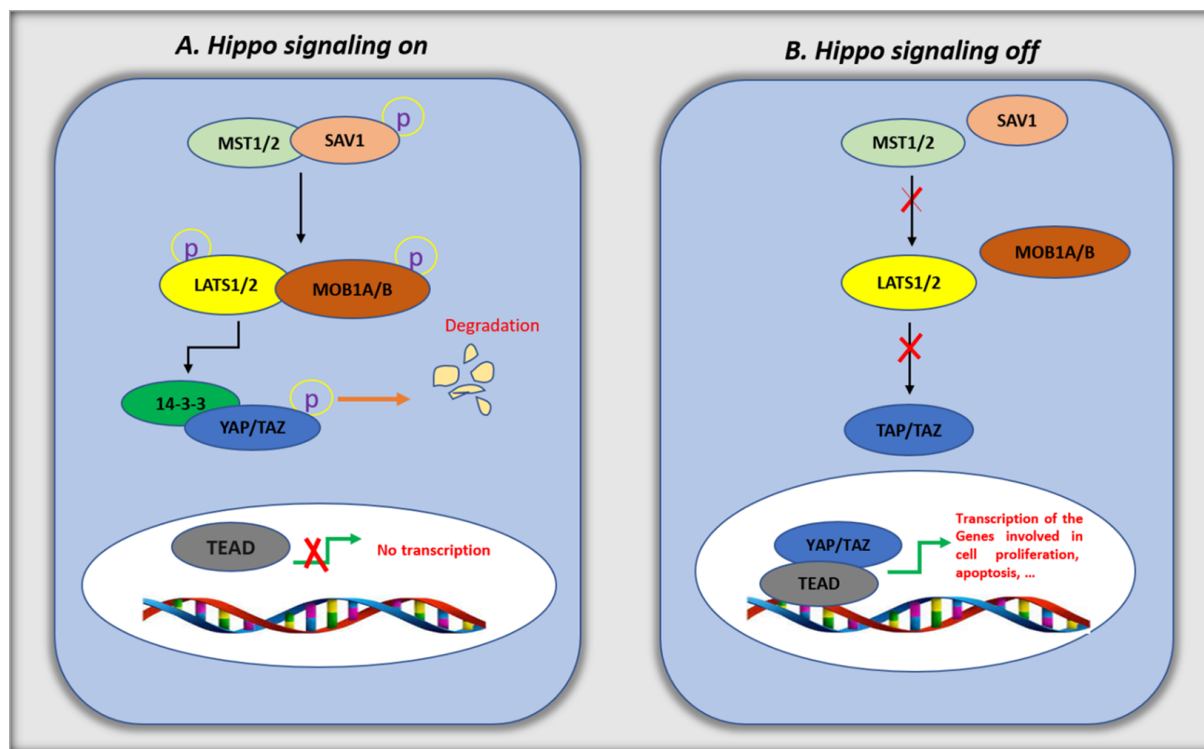 A. Hippo signaling on
p
MST1/2
SAV1
p
p
LATS1/2
MOB1A/B
Degradation
14-3-3
p
YAP/TAZ
TEAD
No transcription
B. Hippo signaling off
SAV1
MST1/2
MOB1A/B
LATS1/2
TAP/TAZ
Transcription of the
Genes involved in
cell proliferation,
apoptosis, ...
YAP/TAZ
TEAD